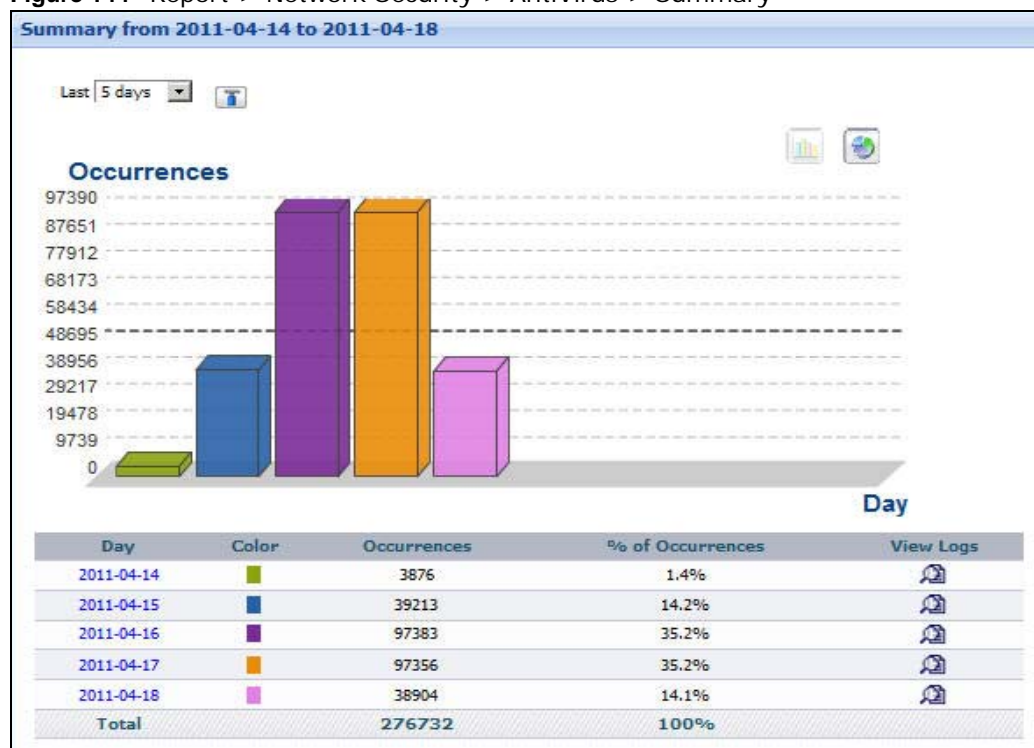 Summary from 2011-04-14 to 2011-04-18
Last 5 days
Occurrences
97390
87651
77912
68173
58434
48695
38956
29217
19478
9739
0
Day
Day Color Occurrences % of Occurrences View Logs
2011-04-14 3876 1.4%
2011-04-15 39213 14.2%
2011-04-16 97383 35.2%
2011-04-17 97356 35.2%
2011-04-18 38904 14.1%
Total 276732 100%